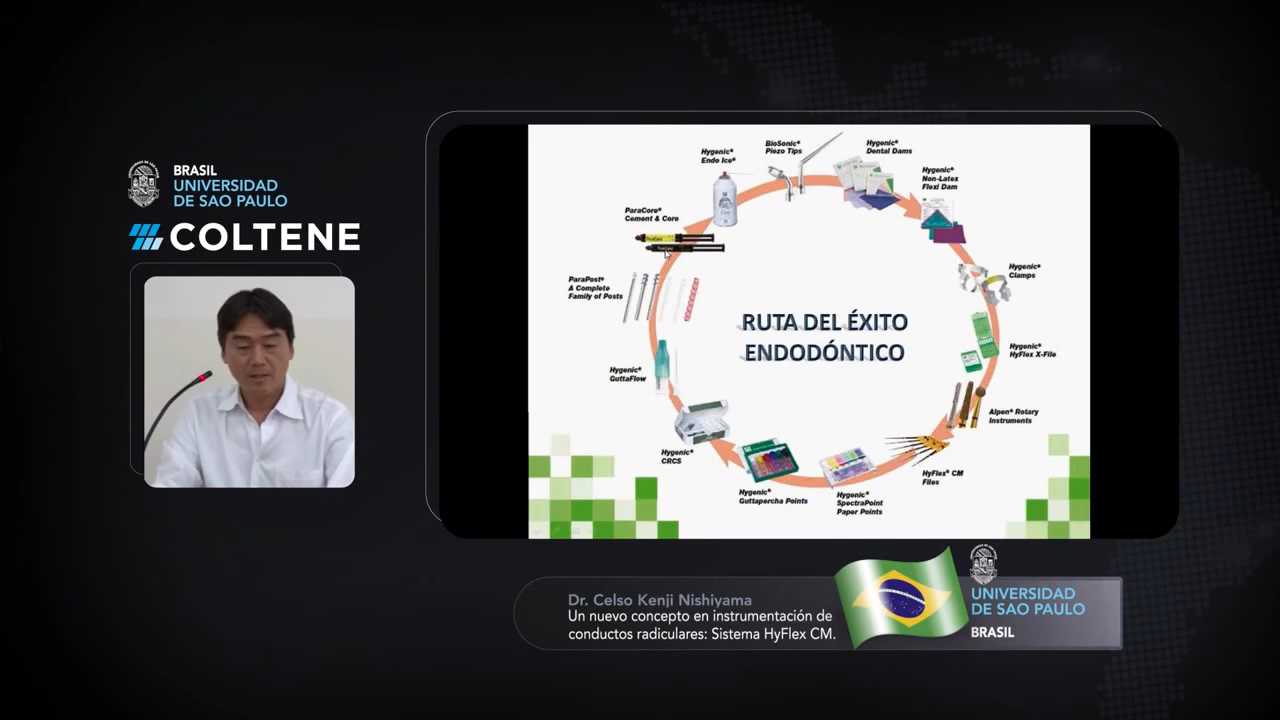 BRASIL
UNIVERSIDAD
DE SAO PAULO
COLTENE
Hygenic®
Endo Ice®
BioSonic®
Piezo Tips
Hygenic®
Dental Dams
Hygenic®
Non-Latex
Flexi Dam
ParaCore®
Cement & Core
Hygenic®
Clamps
ParaPost®
A Complete
Family of Posts
RUTA DEL ÉXITO
ENDODÓNTICO
Hygenic®
HyFlex X-File
Hygenic®
GuttaFlow
Alpen® Rotary
Instruments
Hygenic®
CRCS
HyFlex® CM
Files
Hygenic®
Guttapercha Points
Hygenic®
SpectraPoint
Paper Points
Dr. Celso Kenji Nishiyama
Un nuevo concepto en instrumentación de
conductos radiculares: Sistema HyFlex CM.
UNIVERSIDAD
DE SAO PAULO
BRASIL